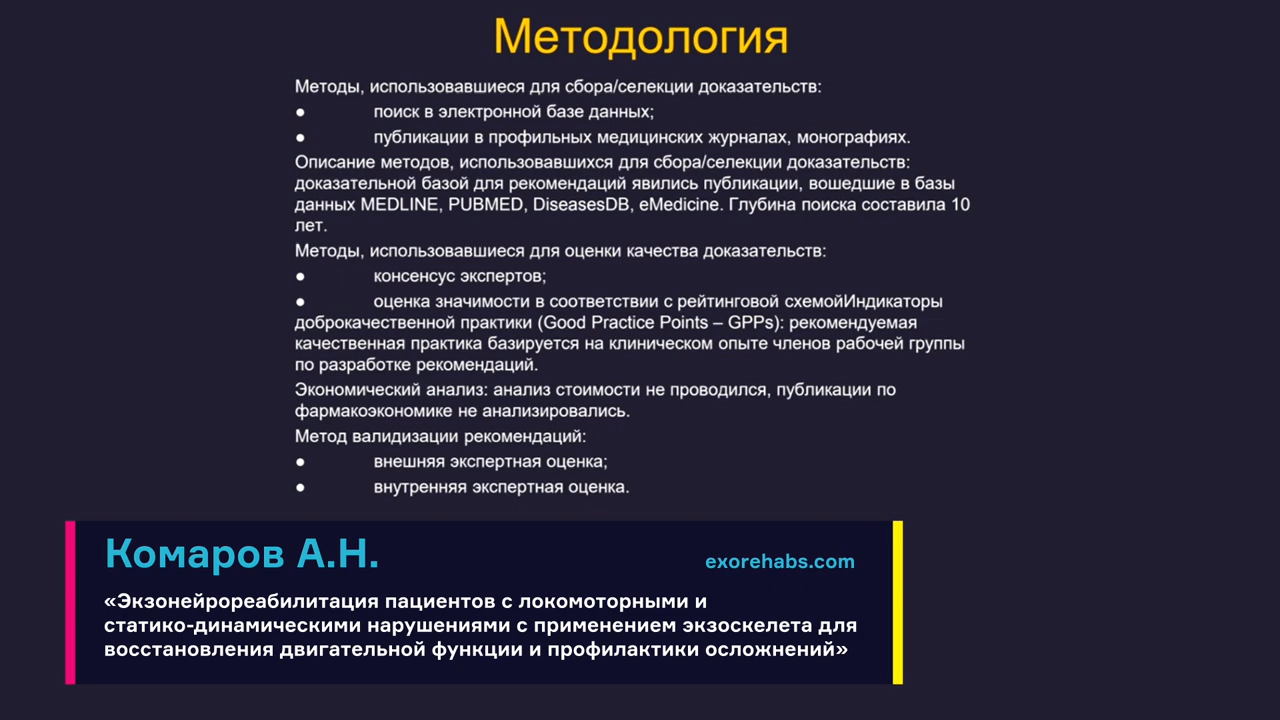 Методология
Методы, использовавшиеся для сбора/селекции доказательств:
● поиск в электронной базе данных;
● публикации в профильных медицинских журналах, монографиях.
Описание методов, использовавшихся для сбора/селекции доказательств:
доказательной базой для рекомендаций явились публикации, вошедшие в базы
данных MEDLINE, PUBMED, DiseasesDB, eMedicine. Глубина поиска составила 10
лет.
Методы, использовавшиеся для оценки качества доказательств:
● консенсус экспертов;
● оценка значимости в соответствии с рейтинговой схемойИндикаторы
доброкачественной практики (Good Practice Points – GPPs): рекомендуемая
качественная практика базируется на клиническом опыте членов рабочей группы
по разработке рекомендаций.
Экономический анализ: анализ стоимости не проводился, публикации по
фармакоэкономике не анализировались.
Метод валидизации рекомендаций:
● внешняя экспертная оценка;
● внутренняя экспертная оценка.
Комаров А.Н.
exorehabs.com
«Экзонейрореабилитация пациентов с локомоторными и
статико-динамическими нарушениями с применением экзоскелета для
восстановления двигательной функции и профилактики осложнений»